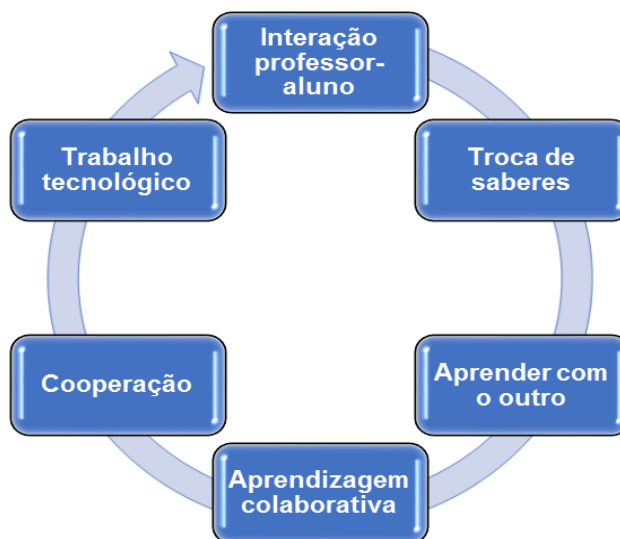 Interação
professor-
aluno
Troca de
saberes
Aprender com
o outro
Aprendizagem
colaborativa
Cooperação
Trabalho
tecnológico